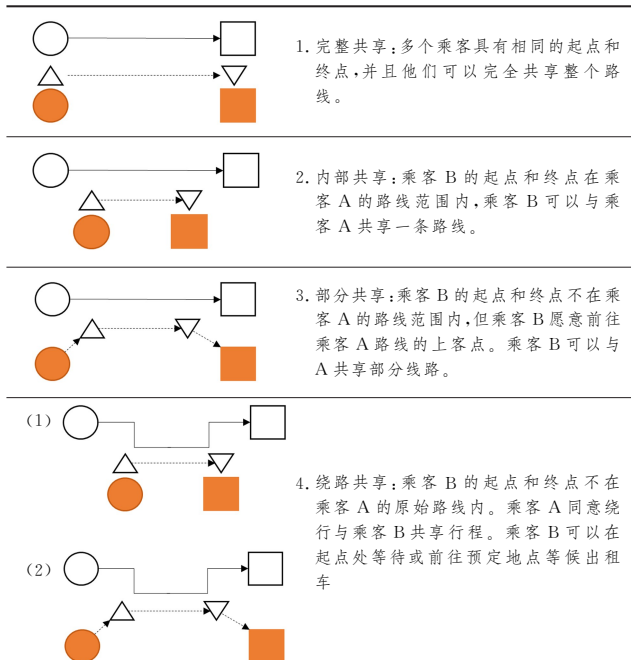 1. 完整共享:多个乘客具有相同的起点和
终点,并且他们可以完全共享整个路
线。
2. 内部共享:乘客 B 的起点和终点在乘
客 A 的路线范围内,乘客 B 可以与乘
客 A 共享一条路线。
3. 部分共享:乘客 B 的起点和终点不在乘
客 A 的路线范围内,但乘客 B 愿意前往
乘客 A 路线的上客点。乘客 B 可以与
A 共享部分线路。
(1)
4. 绕路共享:乘客 B 的起点和终点不在
乘客 A 的原始路线内。乘客 A 同意绕
行与乘客 B 共享行程。乘客 B 可以在
起点处等待或前往预定地点等候出租
车
(2)